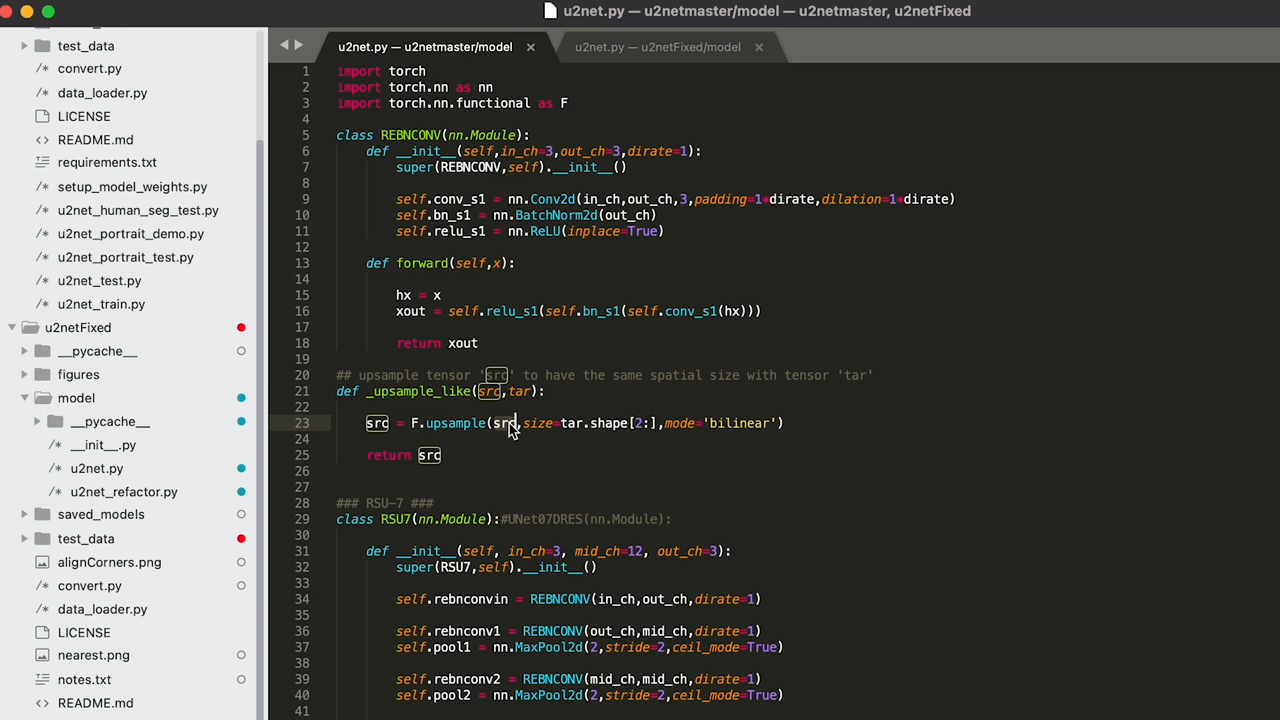 u2net.py — u2netmaster/model — u2netmaster, u2netFixed
test_data
convert.py
data_loader.py
LICENSE
README.md
requirements.txt
setup_model_weights.py
u2net_human_seg_test.py
u2net_portrait_demo.py
u2net_portrait_test.py
u2net_test.py
u2net_train.py
u2netFixed
__pycache__
figures
model
__pycache__
__init__.py
u2net.py
u2net_refactor.py
saved_models
test_data
alignCorners.png
convert.py
data_loader.py
LICENSE
nearest.png
notes.txt
README.md
u2net.py — u2netmaster/model
u2net.py — u2netFixed/model
1 import torch
2 import torch.nn as nn
3 import torch.nn.functional as F
4
5 class REBNCONV(nn.Module):
6 def __init__(self,in_ch=3,out_ch=3,dirate=1):
7 super(REBNCONV,self).__init__()
8
9 self.conv_s1 = nn.Conv2d(in_ch,out_ch,3,padding=1*dirate,dilation=1*dirate)
10 self.bn_s1 = nn.BatchNorm2d(out_ch)
11 self.relu_s1 = nn.ReLU(inplace=True)
12
13 def forward(self,x):
14
15 hx = x
16 xout = self.relu_s1(self.bn_s1(self.conv_s1(hx)))
17
18 return xout
19
20 ## upsample tensor 'src' to have the same spatial size with tensor 'tar'
21 def _upsample_like(src,tar):
22
23 src = F.upsample(src,size=tar.shape[2:],mode='bilinear')
24
25 return src
26
27
28 ### RSU-7 ###
29 class RSU7(nn.Module):#UNet07DRES(nn.Module):
30
31 def __init__(self, in_ch=3, mid_ch=12, out_ch=3):
32 super(RSU7,self).__init__()
33
34 self.rebnconvin = REBNCONV(in_ch,out_ch,dirate=1)
35
36 self.rebnconv1 = REBNCONV(out_ch,mid_ch,dirate=1)
37 self.pool1 = nn.MaxPool2d(2,stride=2,ceil_mode=True)
38
39 self.rebnconv2 = REBNCONV(mid_ch,mid_ch,dirate=1)
40 self.pool2 = nn.MaxPool2d(2,stride=2,ceil_mode=True)
41